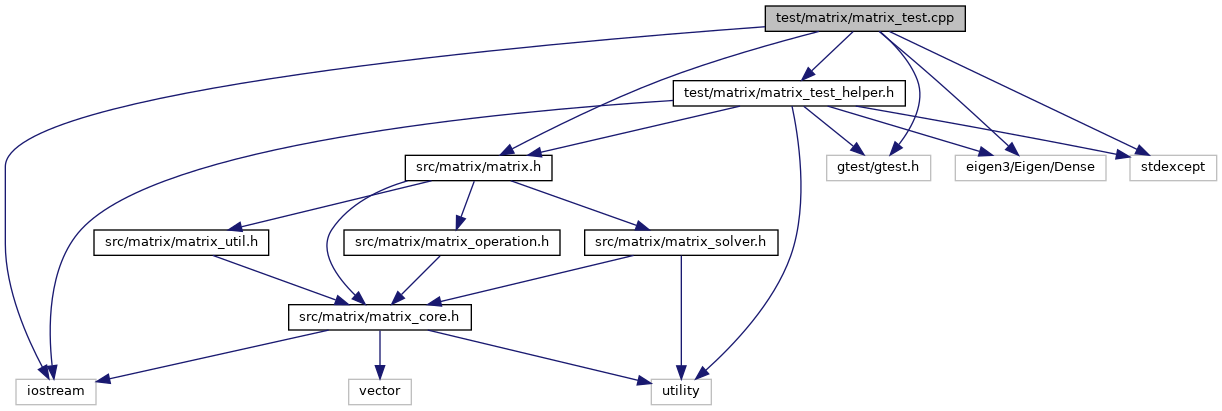 test/matrix/matrix_test.cpp
test/matrix/matrix_test_helper.h
src/matrix/matrix.h
gtest/gtest.h
eigen3/Eigen/Dense
stdexcept
src/matrix/matrix_util.h
src/matrix/matrix_operation.h
src/matrix/matrix_solver.h
src/matrix/matrix_core.h
iostream
vector
utility